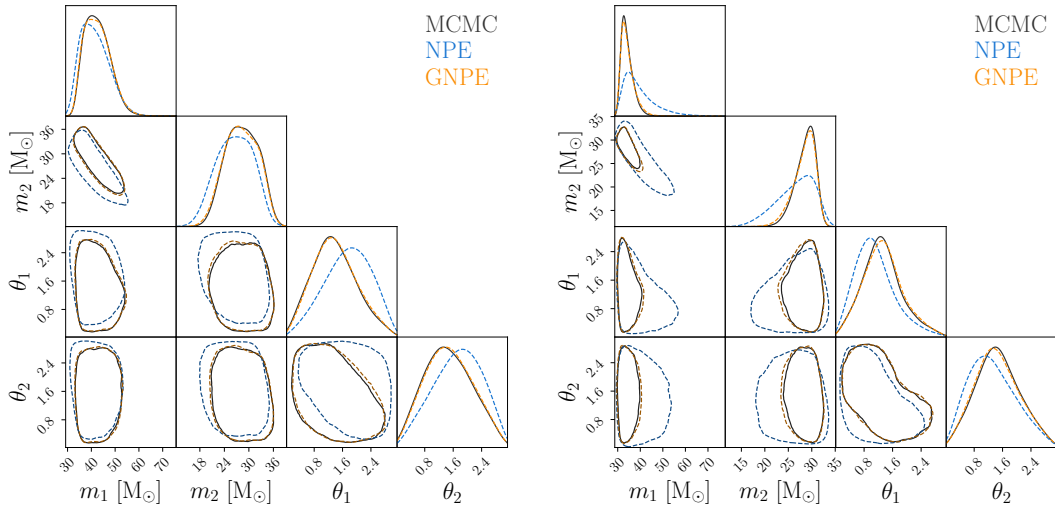 MCMC
NPE
GNPE
m₂ [M⊙]
36
30
24
18
θ₁
2.4
1.6
0.8
θ₂
2.4
1.6
0.8
30 40 50 60 70
18 24 30 36
0.8 1.6 2.4
0.8 1.6 2.4
m₁ [M⊙] m₂ [M⊙] θ₁ θ₂
MCMC
NPE
GNPE
m₂ [M⊙]
35
30
25
20
15
θ₁
2.4
1.6
0.8
θ₂
2.4
1.6
0.8
30 40 50 60 70
15 20 25 30 35
0.8 1.6 2.4
0.8 1.6 2.4
m₁ [M⊙] m₂ [M⊙] θ₁ θ₂